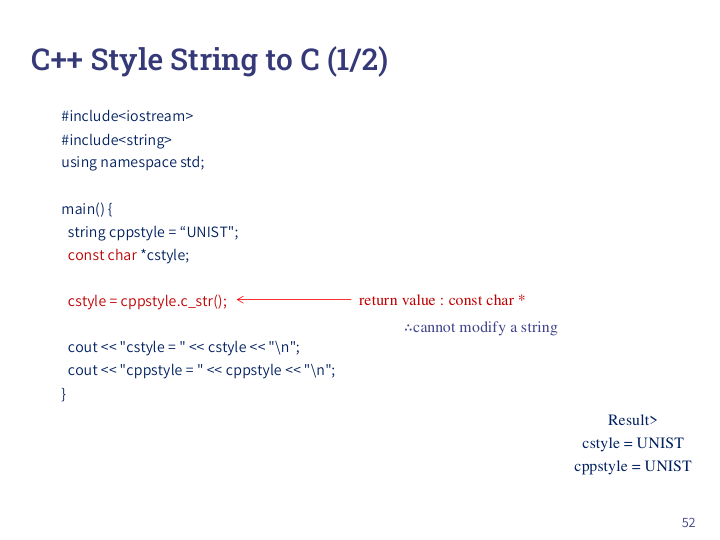 C++ Style String to C (1/2)
#include<iostream>
#include<string>
using namespace std;
main() {
string cppstyle = “UNIST";
const char *cstyle;
cstyle = cppstyle.c_str();
return value : const char *
∴cannot modify a string
cout << "cstyle = " << cstyle << "\n";
cout << "cppstyle = " << cppstyle << "\n";
}
Result>
cstyle = UNIST
cppstyle = UNIST
52